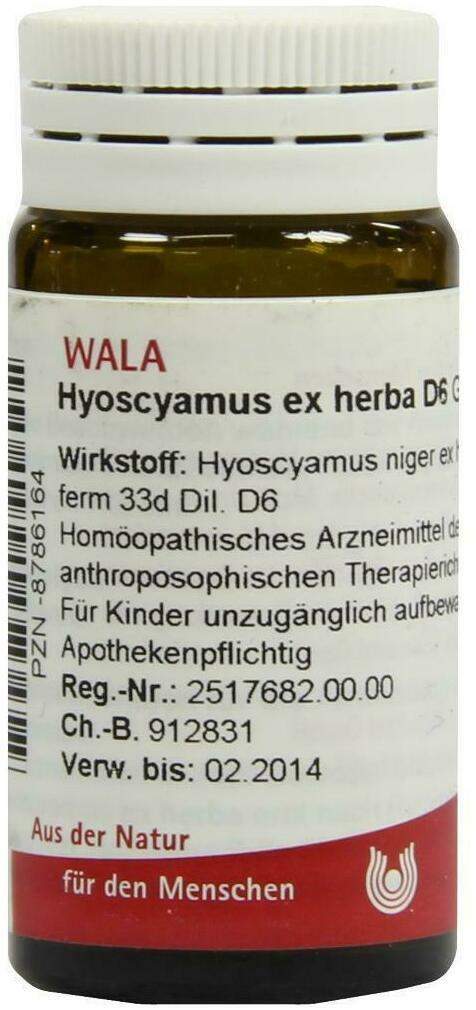 WALA
Hyoscyamus ex herba D6 G
Wirkstoff: Hyoscyamus niger ex h
ferm 33d Dil. D6
Homöopathisches Arzneimittel de
anthroposophischen Therapierich
Für Kinder unzugänglich aufbewa
Apothekenpflichtig
Reg.-Nr.: 2517682.00.00
Ch.-B. 912831
Verw. bis: 02.2014
PZN -8786164
Aus der Natur
für den Menschen